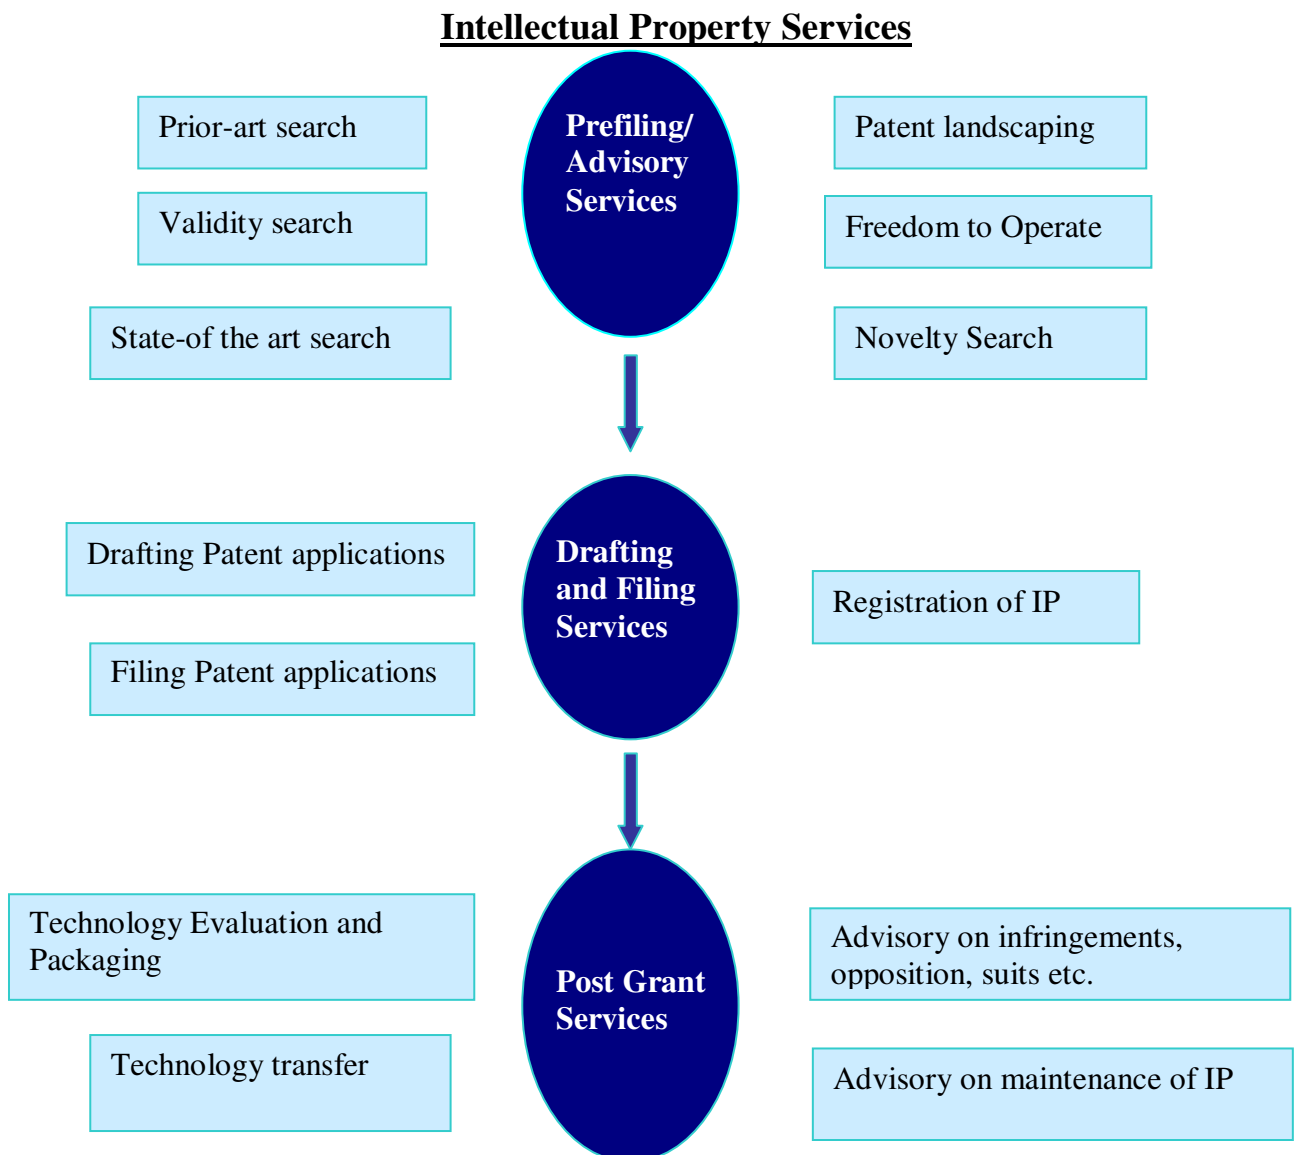 Intellectual Property Services
Prefiling/
Advisory
Services
Prior-art search
Validity search
State-of the art search
Patent landscaping
Freedom to Operate
Novelty Search
Drafting
and Filing
Services
Drafting Patent applications
Filing Patent applications
Registration of IP
Post Grant
Services
Technology Evaluation and
Packaging
Technology transfer
Advisory on infringements,
opposition, suits etc.
Advisory on maintenance of IP